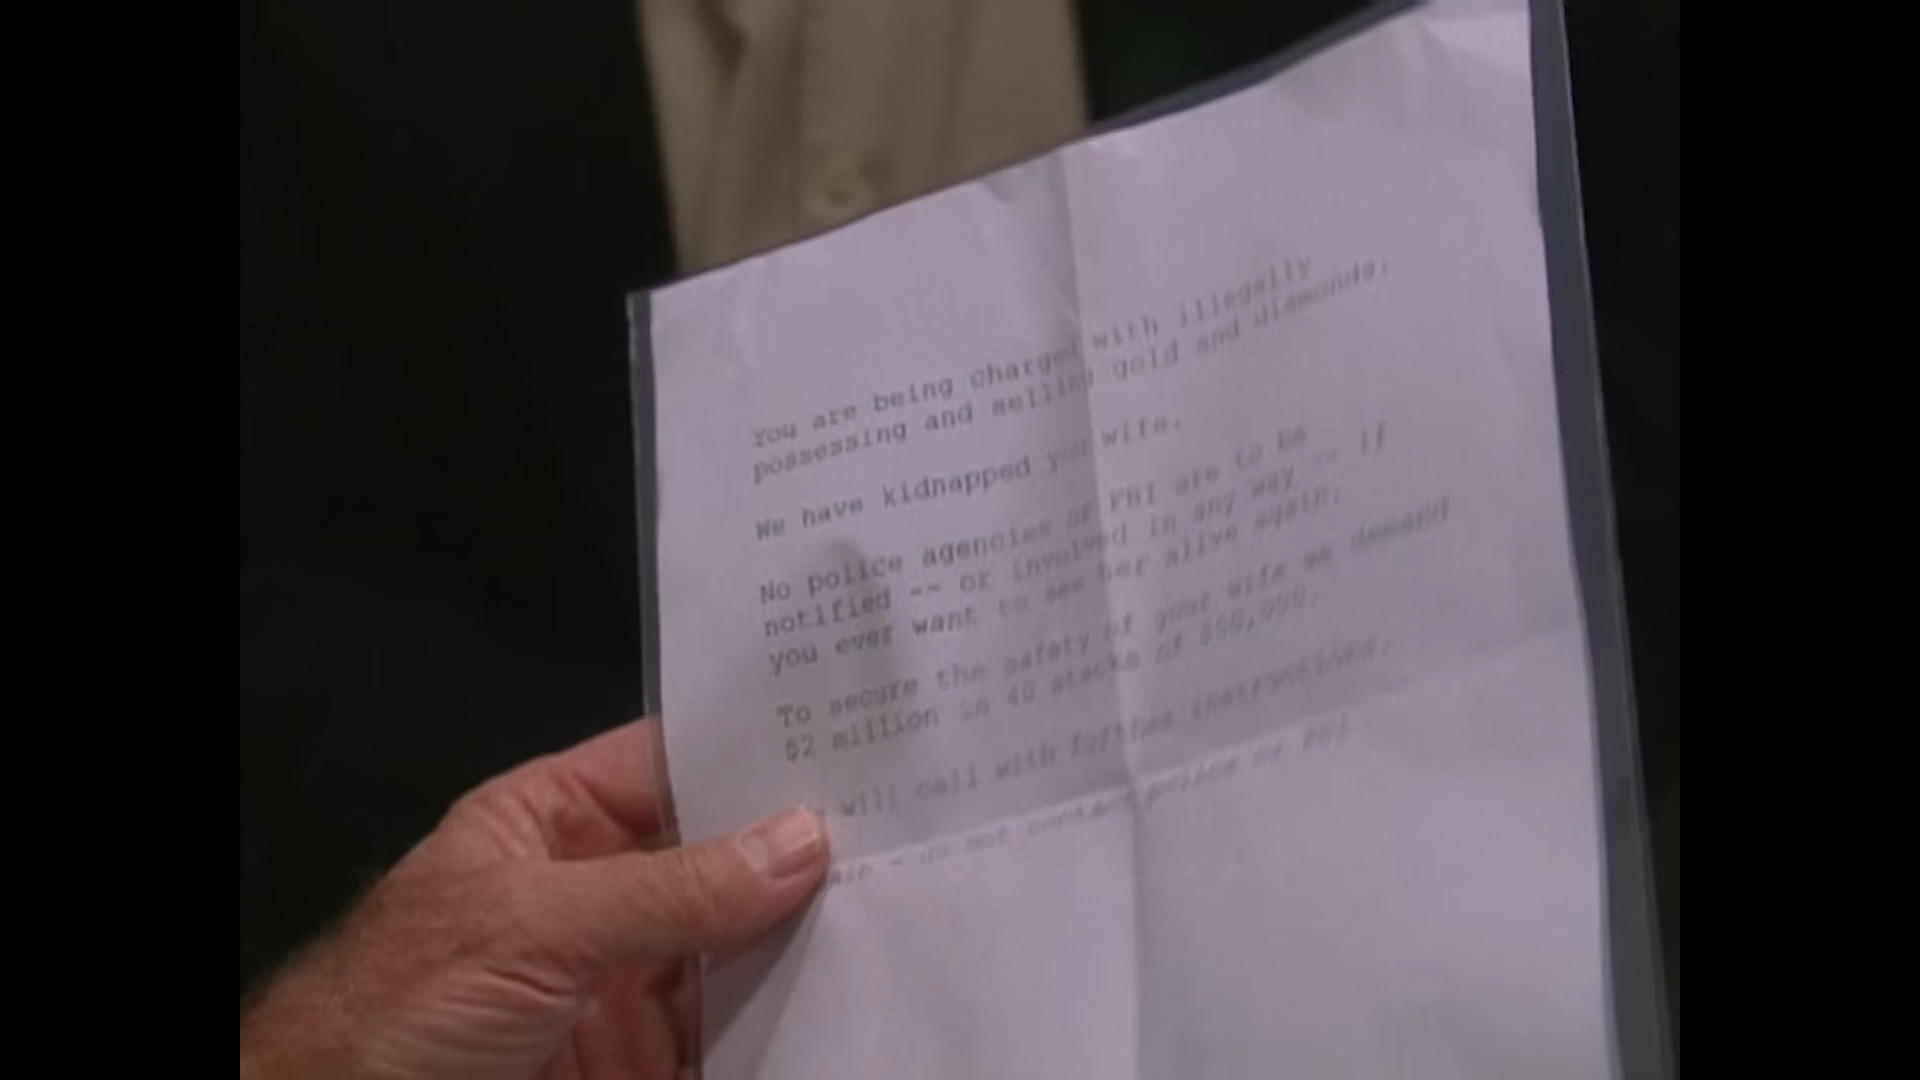 You are being Charged with illegally
possessing and selling gold and diamonds.
We have kidnapped your wife.
No police agencies or FBI are to be
notified -- or involved in any way -- if
you ever want to see her alive again.
To secure the safety of your wife we demand
$2 million in 40 stacks of $50,000.
will call with further instructions.
- do not contact police or FBI